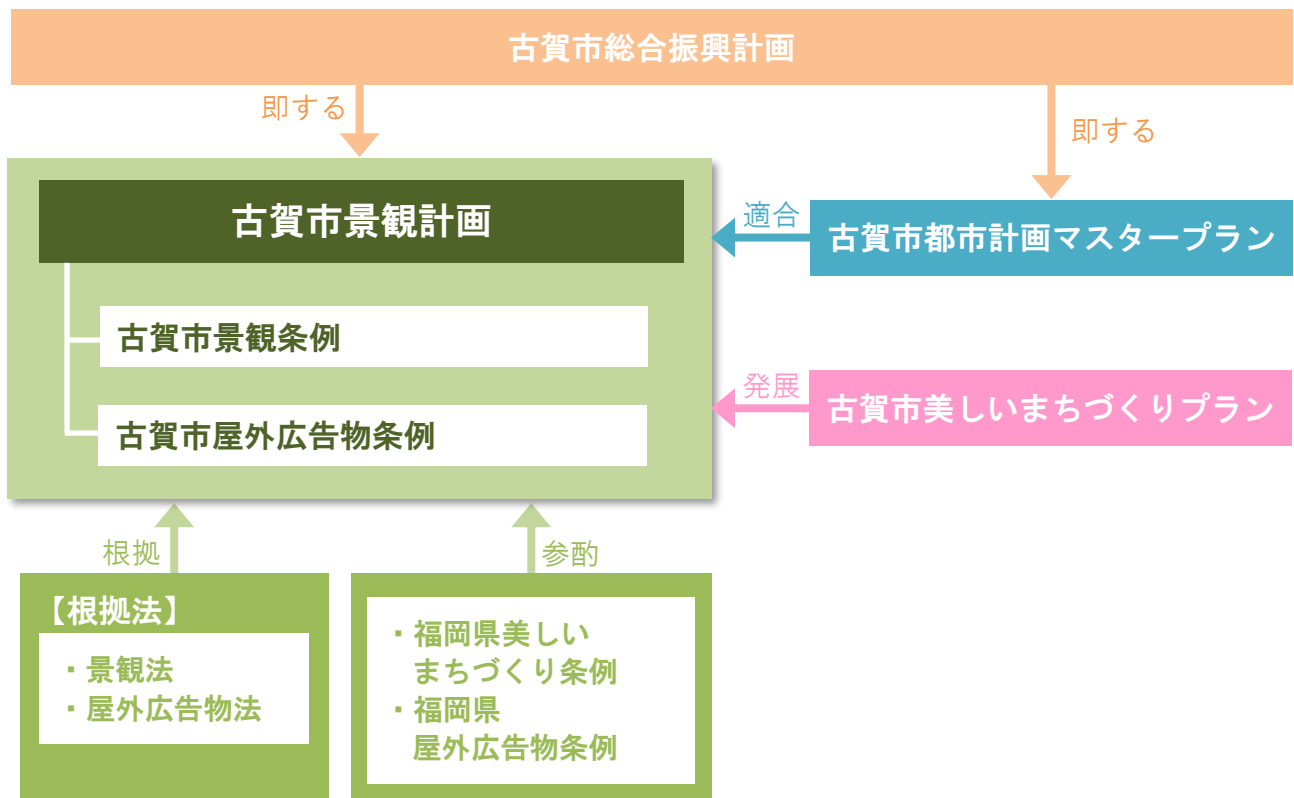 古賀市総合振興計画
即する
即する
古賀市景観計画
適合
古賀市都市計画マスタープラン
古賀市景観条例
発展
古賀市美しいまちづくりプラン
古賀市屋外広告物条例
根拠
参酌
【根拠法】
・景観法
・屋外広告物法
・福岡県美しい
まちづくり条例
・福岡県
屋外広告物条例